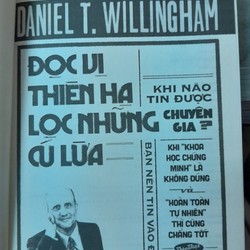 DANIEL T. WILLINGHAM
ĐỌC VỊ
THIÊN HẠ
LỌC NHỮNG
CÚ LỪA
KHI NÀO
TIN ĐƯỢC
CHUYÊN
GIA?
BẠN NÊN TIN VÀO
KHI "KHOA
HỌC CHỨNG
MINH" LÀ
KHÔNG ĐÚNG
và
"HOÀN TOÀN
TỰ NHIÊN"
THÌ CŨNG
CHẲNG TỐT